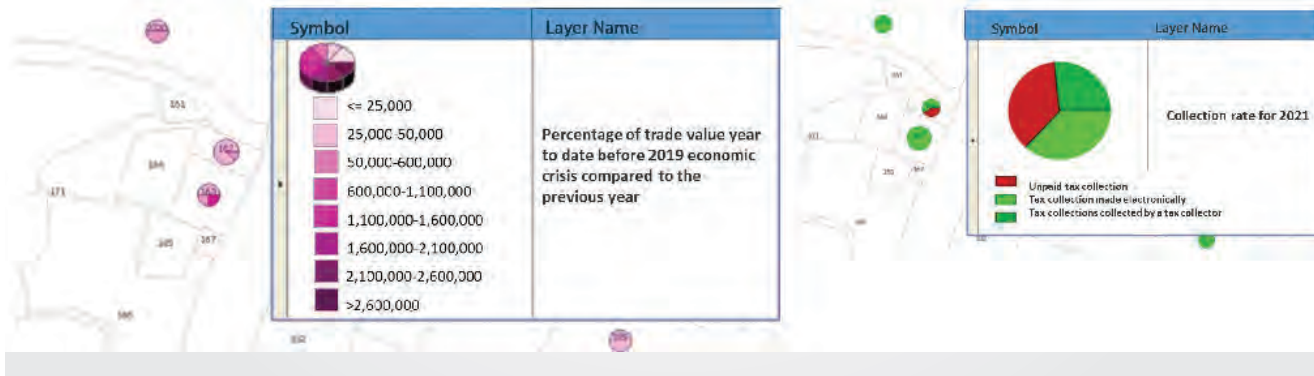 Symbol
Layer Name
<= 25,000
25,000-50,000
50,000-600,000
600,000-1,100,000
1,100,000-1,600,000
1,600,000-2,100,000
2,100,000-2,600,000
>2,600,000
Percentage of trade value year
to date before 2019 economic
crisis compared to the
previous year
161
164
171
165
167
162
163
Symbol
Layer Name
Collection rate for 2021
Unpaid tax collection
Tax collection made electronically
Tax collections collected by a tax collector